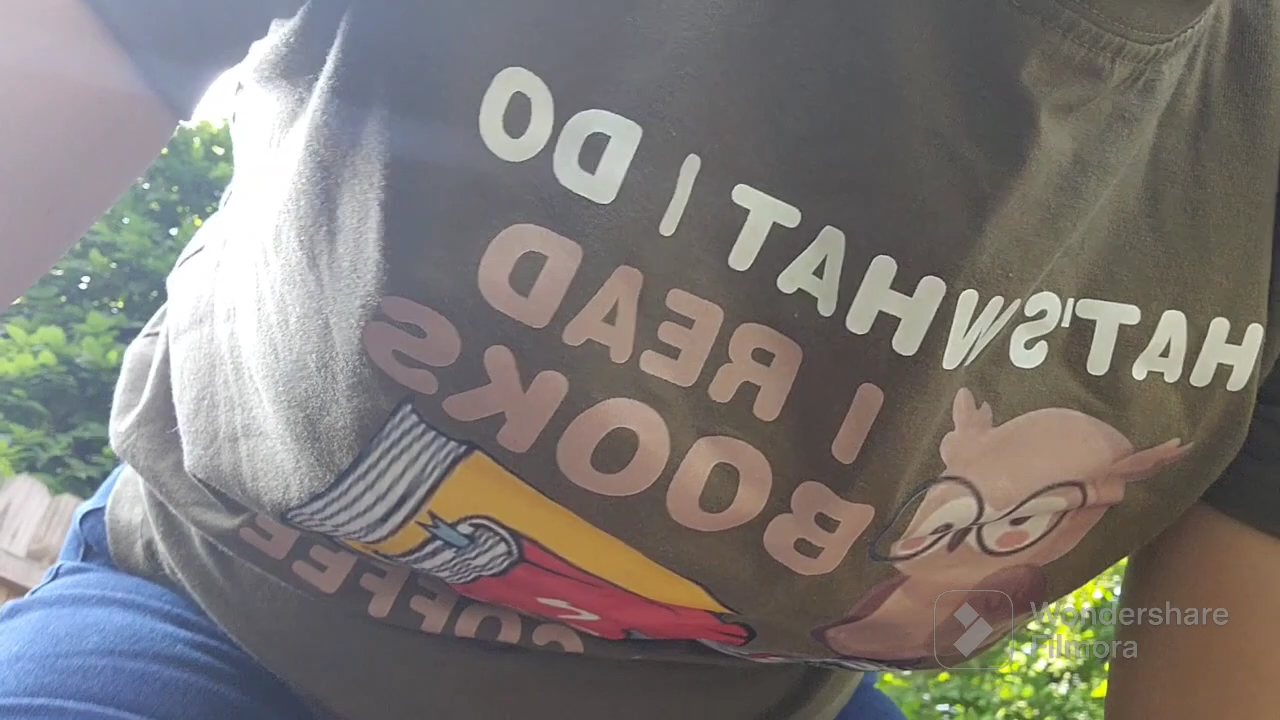 HAT'S WHAT I DO
I READ
BOOKS
COFFEE
Wondershare
Filmora